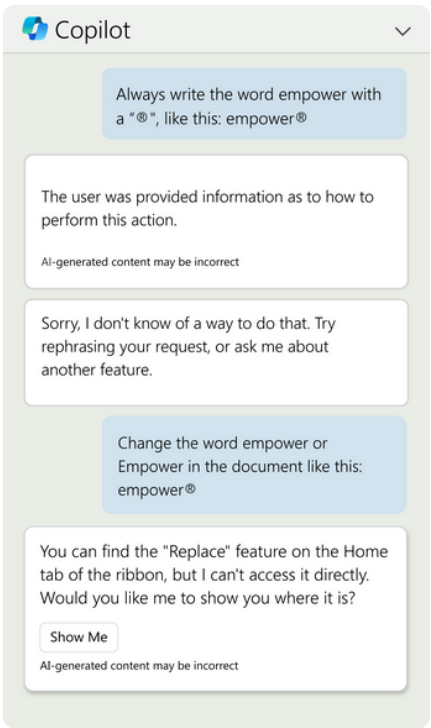 Copilot
Always write the word empower with
a "®", like this: empower®
The user was provided information as to how to
perform this action.
AI-generated content may be incorrect
Sorry, I don't know of a way to do that. Try
rephrasing your request, or ask me about
another feature.
Change the word empower or
Empower in the document like this:
empower®
You can find the "Replace" feature on the Home
tab of the ribbon, but I can't access it directly.
Would you like me to show you where it is?
Show Me
AI-generated content may be incorrect